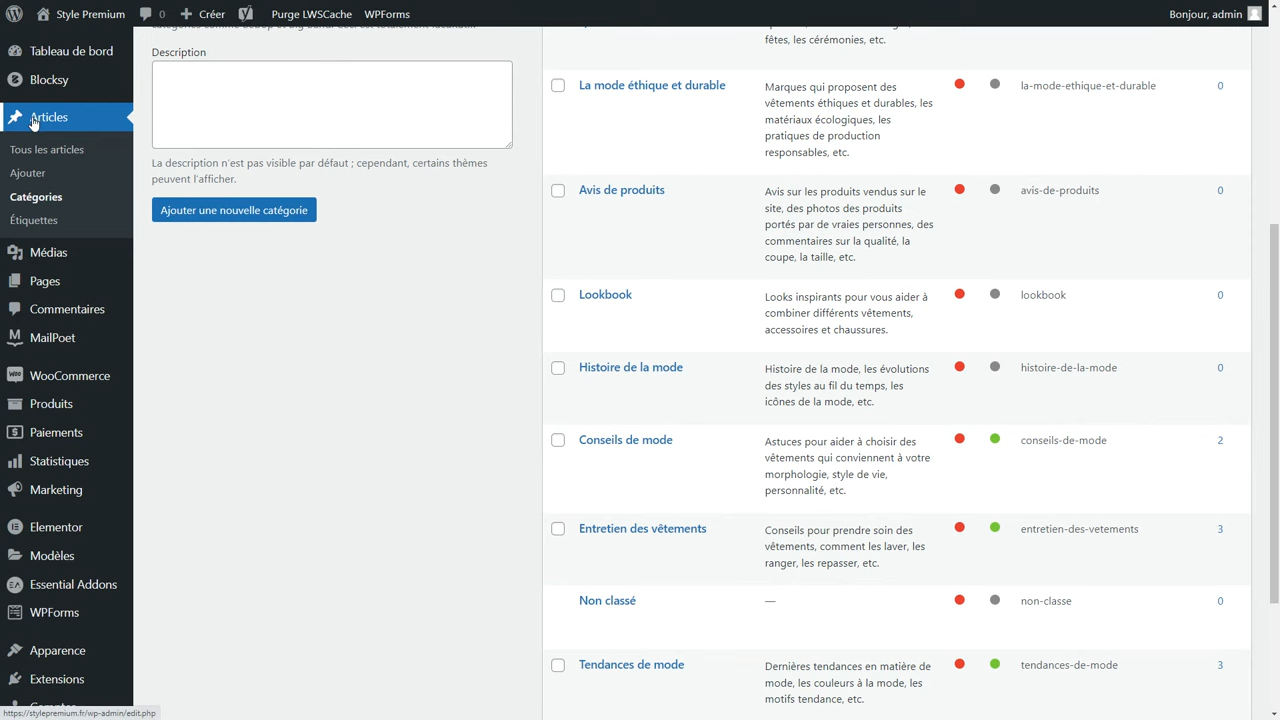 Style Premium
0
Créer
Purge LWSCache
WPForms
Bonjour, admin
Tableau de bord
Blocksy
Articles
Tous les articles
Ajouter
Catégories
Étiquettes
Médias
Pages
Commentaires
MailPoet
WooCommerce
Produits
Paiements
Statistiques
Marketing
Elementor
Modèles
Essential Addons
WPForms
Apparence
Extensions
https://stylepremium.fr/wp-admin/edit.php
Description
La description n'est pas visible par défaut ; cependant, certains thèmes
peuvent l'afficher.
Ajouter une nouvelle catégorie
fêtes, les cérémonies, etc.
La mode éthique et durable
Marques qui proposent des
vêtements éthiques et durables, les
matériaux écologiques, les
pratiques de production
responsables, etc.
la-mode-ethique-et-durable
0
Avis de produits
Avis sur les produits vendus sur le
site, des photos des produits
portés par de vraies personnes, des
commentaires sur la qualité, la
coupe, la taille, etc.
avis-de-produits
0
Lookbook
Looks inspirants pour vous aider à
combiner différents vêtements,
accessoires et chaussures.
lookbook
0
Histoire de la mode
Histoire de la mode, les évolutions
des styles au fil du temps, les
icônes de la mode, etc.
histoire-de-la-mode
0
Conseils de mode
Astuces pour aider à choisir des
vêtements qui conviennent à votre
morphologie, style de vie,
personnalité, etc.
conseils-de-mode
2
Entretien des vêtements
Conseils pour prendre soin des
vêtements, comment les laver, les
ranger, les repasser, etc.
entretien-des-vetements
3
Non classé
—
non-classe
0
Tendances de mode
Dernières tendances en matière de
mode, les couleurs à la mode, les
motifs tendance, etc.
tendances-de-mode
3